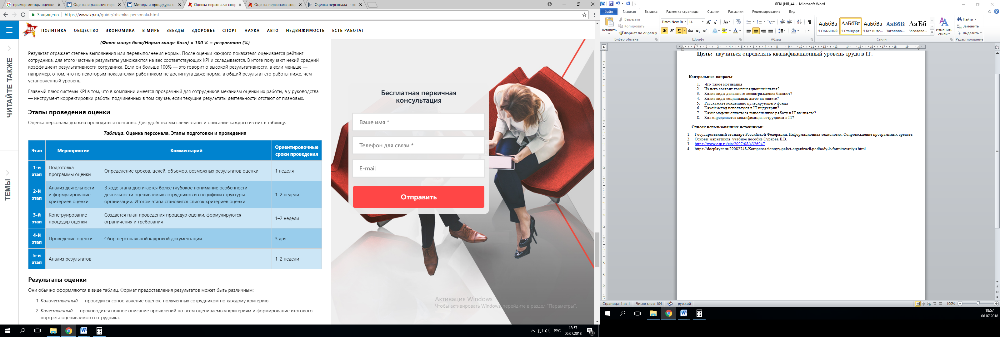 пример методы оценки
Оценка и развитие перс
Методы и процедуры о
Оценка персонала: совр
Оценка персонала: совр
Оценка персонала - что
Защищено
https://www.kp.ru/guide/otsenka-personala.html
ПОЛИТИКА ОБЩЕСТВО ЭКОНОМИКА В МИРЕ ЗВЕЗДЫ ЗДОРОВЬЕ СПОРТ НАУКА АВТО НЕДВИЖИМОСТЬ ЕСТЬ РАБОТА!
ЧИТАЙТЕ ТАКЖЕ
ТЕМЫ
(Факт минус база/Норма минус база) × 100 % = результат (%)
Результат отражает степень выполнения или перевыполнения нормы. После оценки каждого показателя оценивается рейтинг
сотрудника, для этого частные результаты умножаются на вес соответствующих KPI и складываются. В итоге получают некий средний
коэффициент результативности сотрудника. Если он больше 100% — это говорит о высокой результативности, а если меньше —
например, о том, что по некоторым показателям работником не достигнута даже норма, а общий результат его работы ниже, чем
установленный уровень.
Главный плюс системы KPI в том, что в компании имеется прозрачный для сотрудников механизм оценки их работы, а у руководства
— инструмент корректировки работы подчиненных в том случае, если текущие результаты деятельности отстают от плановых.
Этапы проведения оценки
Оценка персонала должна проводиться поэтапно. Для удобства мы свели этапы и описание каждого из них в таблицу.
Таблица. Оценка персонала. Этапы подготовки и проведения
Этап
Мероприятие
Комментарий
Ориентировочные
сроки проведения
1-й
этап
Подготовка
программы оценки
Определение сроков, целей, объемов, возможных результатов оценки
1 неделя
2-й
этап
Анализ деятельности
и формулирование
критериев оценки
В ходе этапа достигается более глубокое понимание особенности
деятельности оцениваемых сотрудников и специфики структуры
организации. Итогом этапа становится список критериев оценки
1–2 недели
3-й
этап
Конструирование
процедур оценки
Создается план проведения процедур оценки, формулируются
ограничения и требования
1–2 недели
4-й
этап
Проведение оценки
Сбор персональной кадровой документации
3 дня
5-й
этап
Анализ результатов
—
1–2 недели
Результаты оценки
Они обычно оформляются в виде таблиц. Формат предоставления результатов может быть различным:
1. Количественный — проводится сопоставление оценок, полученных сотрудником по каждому критерию.
2. Качественный — производится полное описание проявлений по всем оцениваемым критериям и формирование итогового
портрета оцениваемого сотрудника.
Бесплатная первичная
консультация
Ваше имя *
Телефон для связи *
E-mail
Отправить
Активация Windows
Чтобы активировать Windows, перейдите в раздел "Параметры".
РУС
18:57
06.07.2018
1
ЛЕКЦИЯ_44 - Microsoft Word
Файл Главная Вставка Разметка страницы Ссылки Рассылки Рецензирование Вид
Вставить
Вырезать
Копировать
Формат по образцу
Буфер обмена
Times New Rc 14
Ж К Ч
Шрифт
Абзац
АаБбВв
¶ Обычный
¶ Стандарт
АаБбВв
¶ Без инте...
АаБбВ
Заголово...
АаБб
Заголово...
Стили
Изменить
стили
Найти
Заменить
Выделить
Редактирование
Цель: научиться определять квалификационный уровень труда в IT.
Контрольные вопросы:
1. Что такое мотивация
2. Из чего состоит компенсационный пакет?
3. Какие виды денежного вознаграждения бывают?
4. Какие виды социальных льгот вы знаете?
5. Расскажите концепцию пульсирующего фонда
6. Какой метод используют в IT индустрии?
7. Какие модели оплаты за выполненную работу в IT вы знаете?
8. Как определяется квалификация сотрудника в IT?
Список использованных источников:
1. Государственный стандарт Российской Федерации. Информационная технология. Сопровождение программных средств
2. Основы маркетинга учебное пособие Суркова Е.В.
3. https://www.osp.ru/cio/2007/08/4326047
4. https://docplayer.ru/29082748-Kompensacionnyy-paket-organizacii-podhody-k-formirovaniyu.html
Страница: 1 из 1
Число слов: 104
русский
100%
18:57
06.07.2018